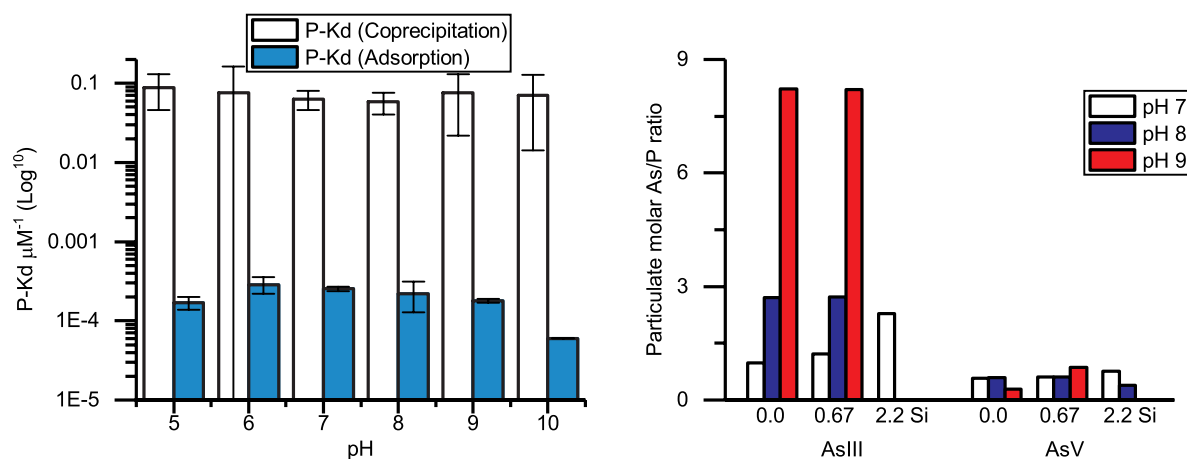 P-Kd (Coprecipitation)
P-Kd (Adsorption)
P-Kd μM⁻¹ (Log¹⁰)
0.1
0.01
0.001
1E-4
1E-5
5 6 7 8 9 10
pH
Particulate molar As/P ratio
9
6
3
0
pH 7
pH 8
pH 9
0.0 0.67 2.2 Si 0.0 0.67 2.2 Si
AsIII AsV